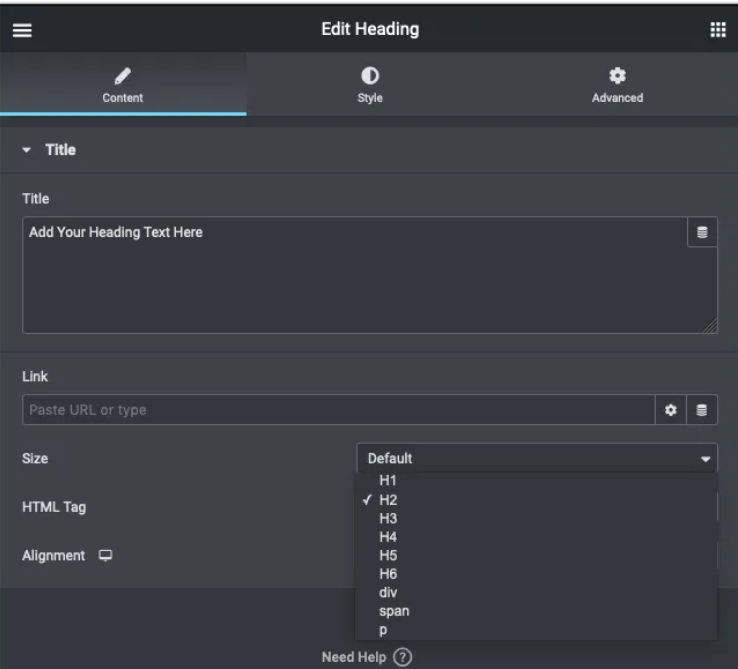 Edit Heading
Content
Style
Advanced
Title
Title
Add Your Heading Text Here
Link
Paste URL or type
Size
Default
H1
HTML Tag
H2
H3
H4
Alignment
H5
H6
div
span
p
Need Help ?